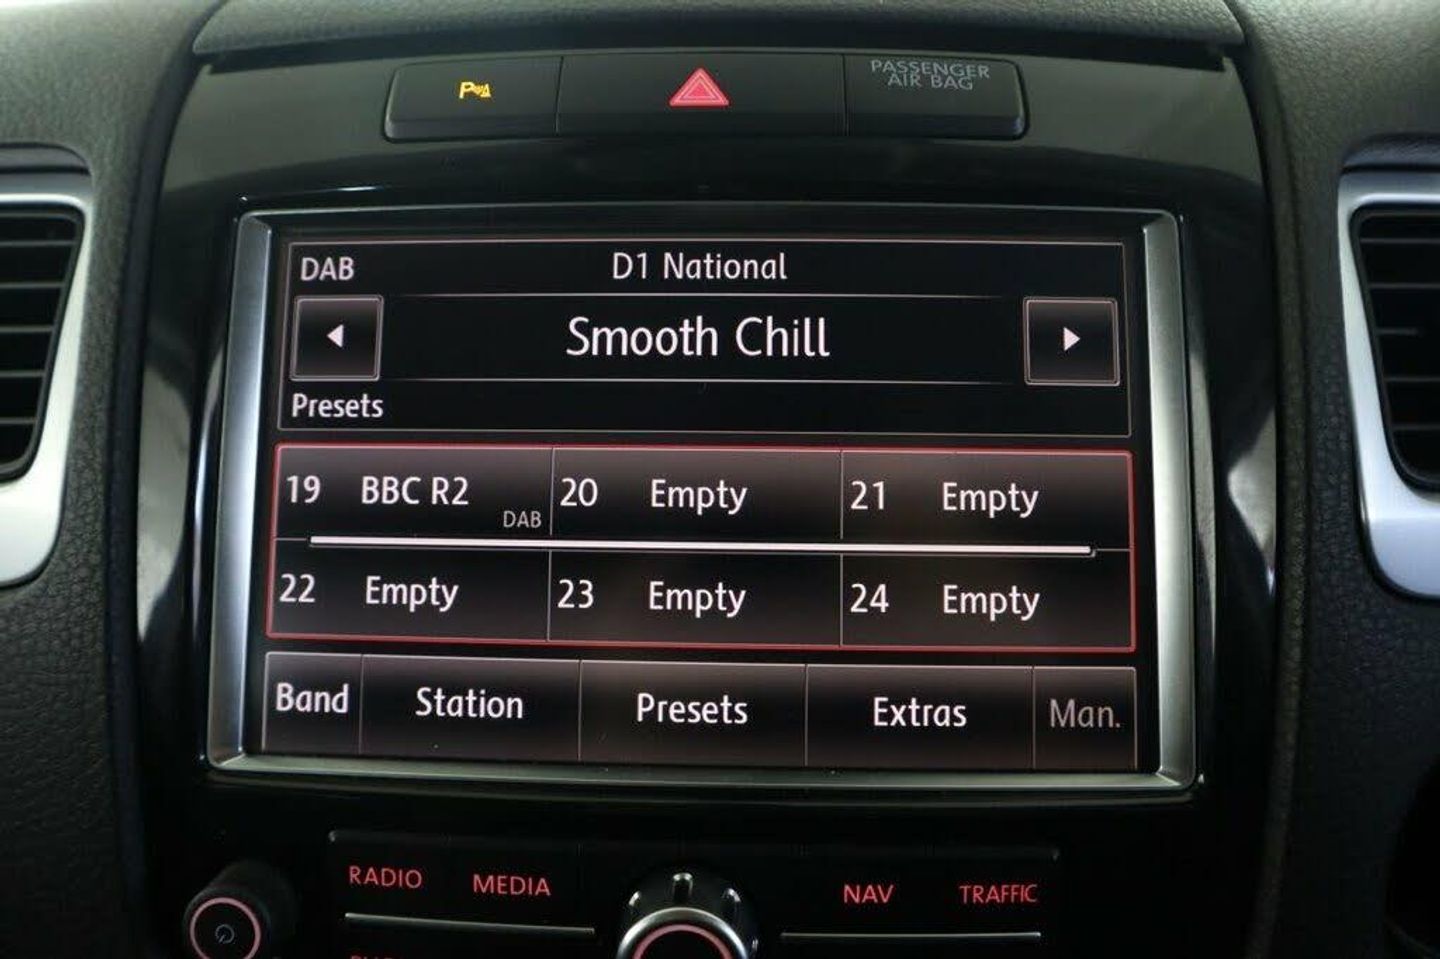 P
PASSENGER
AIR BAG
DAB
D1 National
Smooth Chill
Presets
19 BBC R2 DAB
20 Empty
21 Empty
22 Empty
23 Empty
24 Empty
Band Station Presets Extras Man.
RADIO MEDIA NAV TRAFFIC